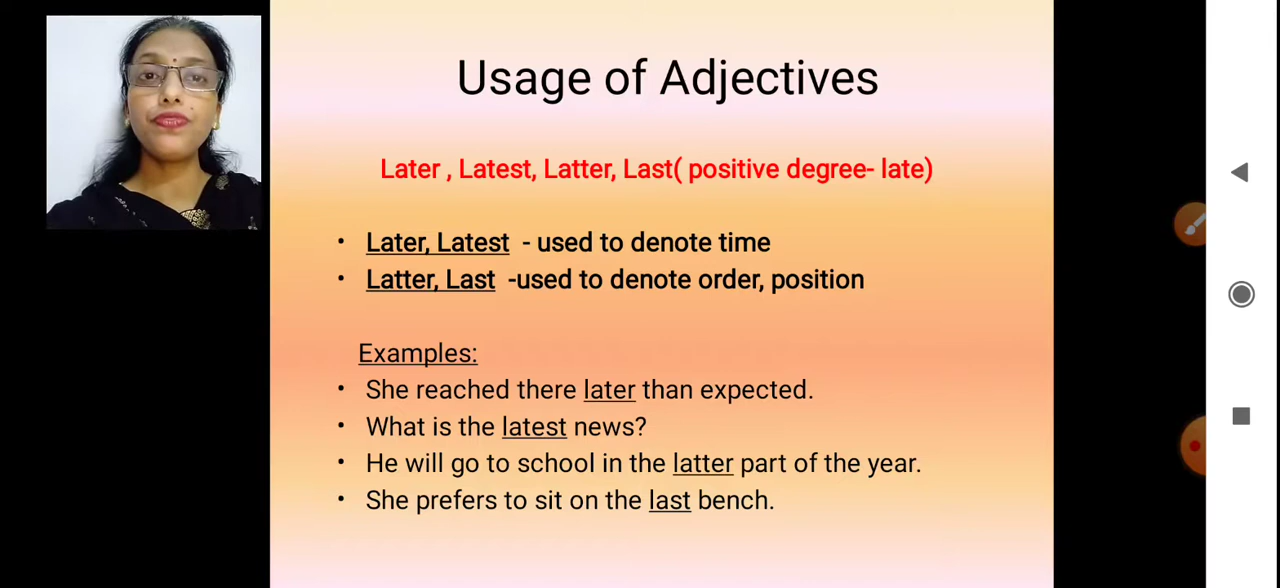 Usage of Adjectives
Later , Latest, Latter, Last( positive degree- late)
• Later, Latest - used to denote time
• Latter, Last -used to denote order, position
Examples:
• She reached there later than expected.
• What is the latest news?
• He will go to school in the latter part of the year.
• She prefers to sit on the last bench.